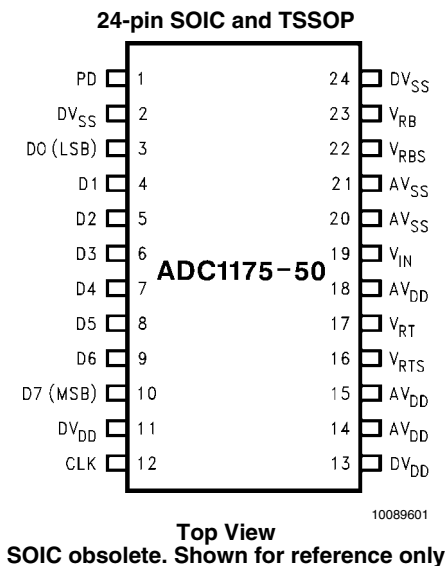 24-pin SOIC and TSSOP
PD 1 24 DVSS
DVSS 2 23 VRB
D0 (LSB) 3 22 VRBS
D1 4 21 AVSS
D2 5 20 AVSS
D3 6 19 VIN
ADC1175-50
D4 7 18 AVDD
D5 8 17 VRT
D6 9 16 VRTS
D7 (MSB) 10 15 AVDD
DVDD 11 14 AVDD
CLK 12 13 DVDD
10089601
Top View
SOIC obsolete. Shown for reference only